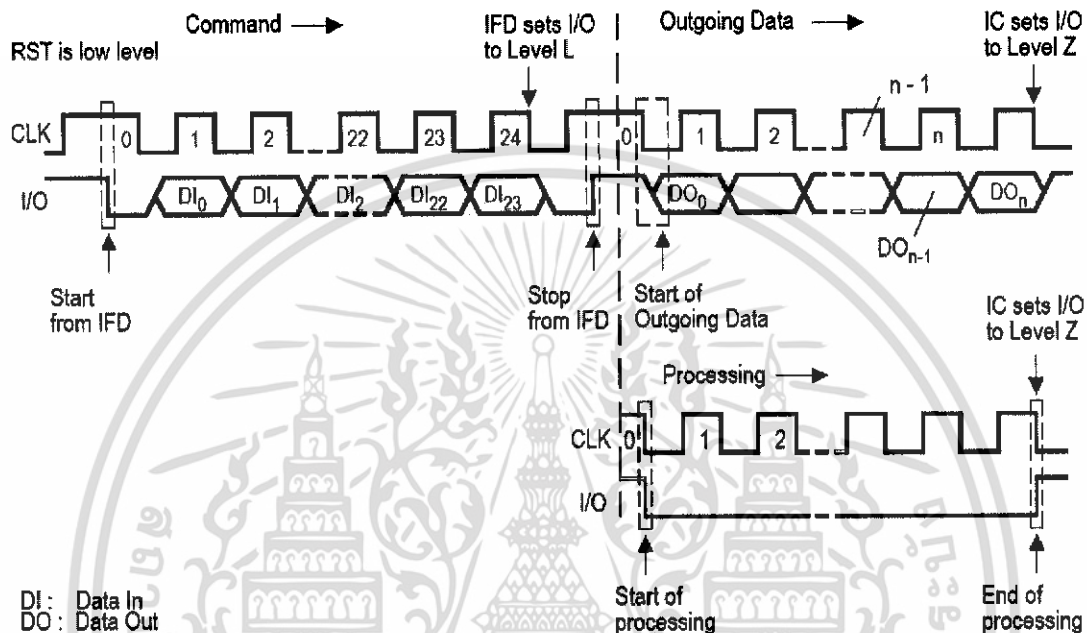 Command
IFD sets I/O
to Level L
Outgoing Data
IC sets I/O
to Level Z
RST is low level
n - 1
CLK
0 1 2 22 23 24 0 1 2 n
I/O
DI0 DI1 DI2 DI22 DI23 DO0 DOn
DOn-1
Start
from IFD
Stop
from IFD
Start of
Outgoing Data
IC sets I/O
to Level Z
Processing
CLK
0 1 2
I/O
DI : Data In
DO : Data Out
Start of
processing
End of
processing